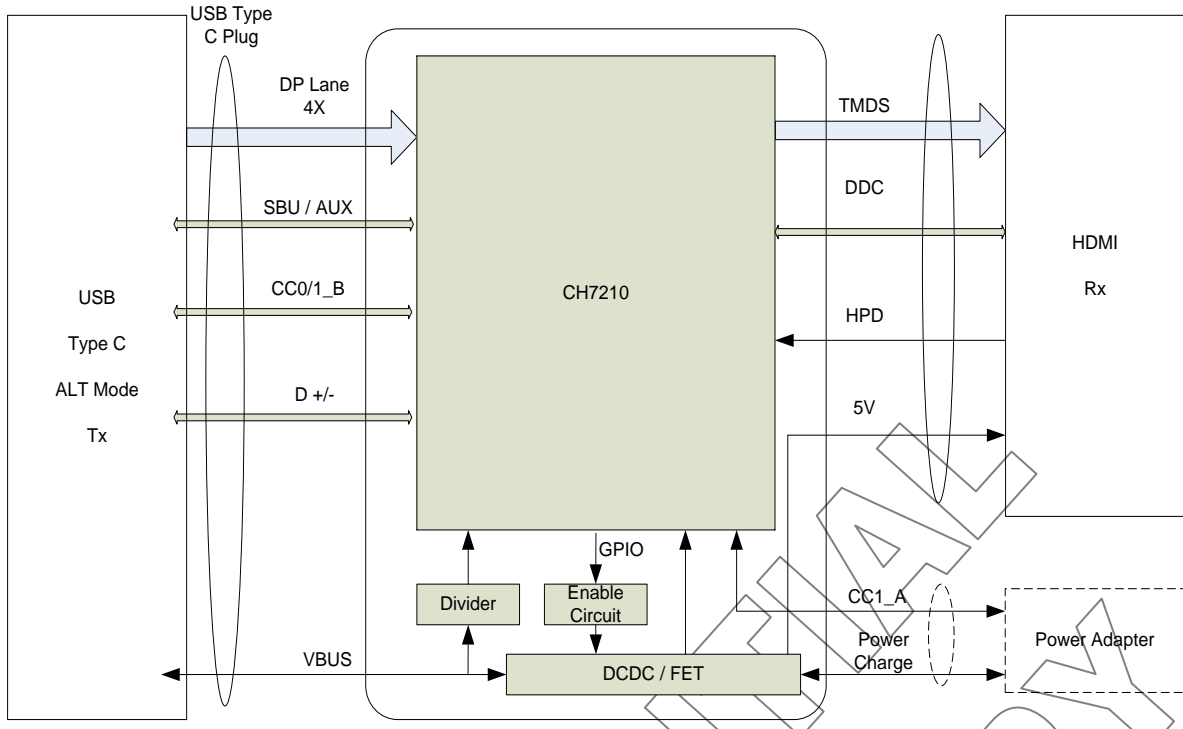 USB Type
C Plug
DP Lane
4X
TMDS
SBU / AUX
DDC
CC0/1_B
CH7210
HDMI
Rx
USB
Type C
ALT Mode
Tx
HPD
D +/-
5V
GPIO
Divider
Enable
Circuit
CC1_A
Power
Charge
Power Adapter
VBUS
DCDC / FET